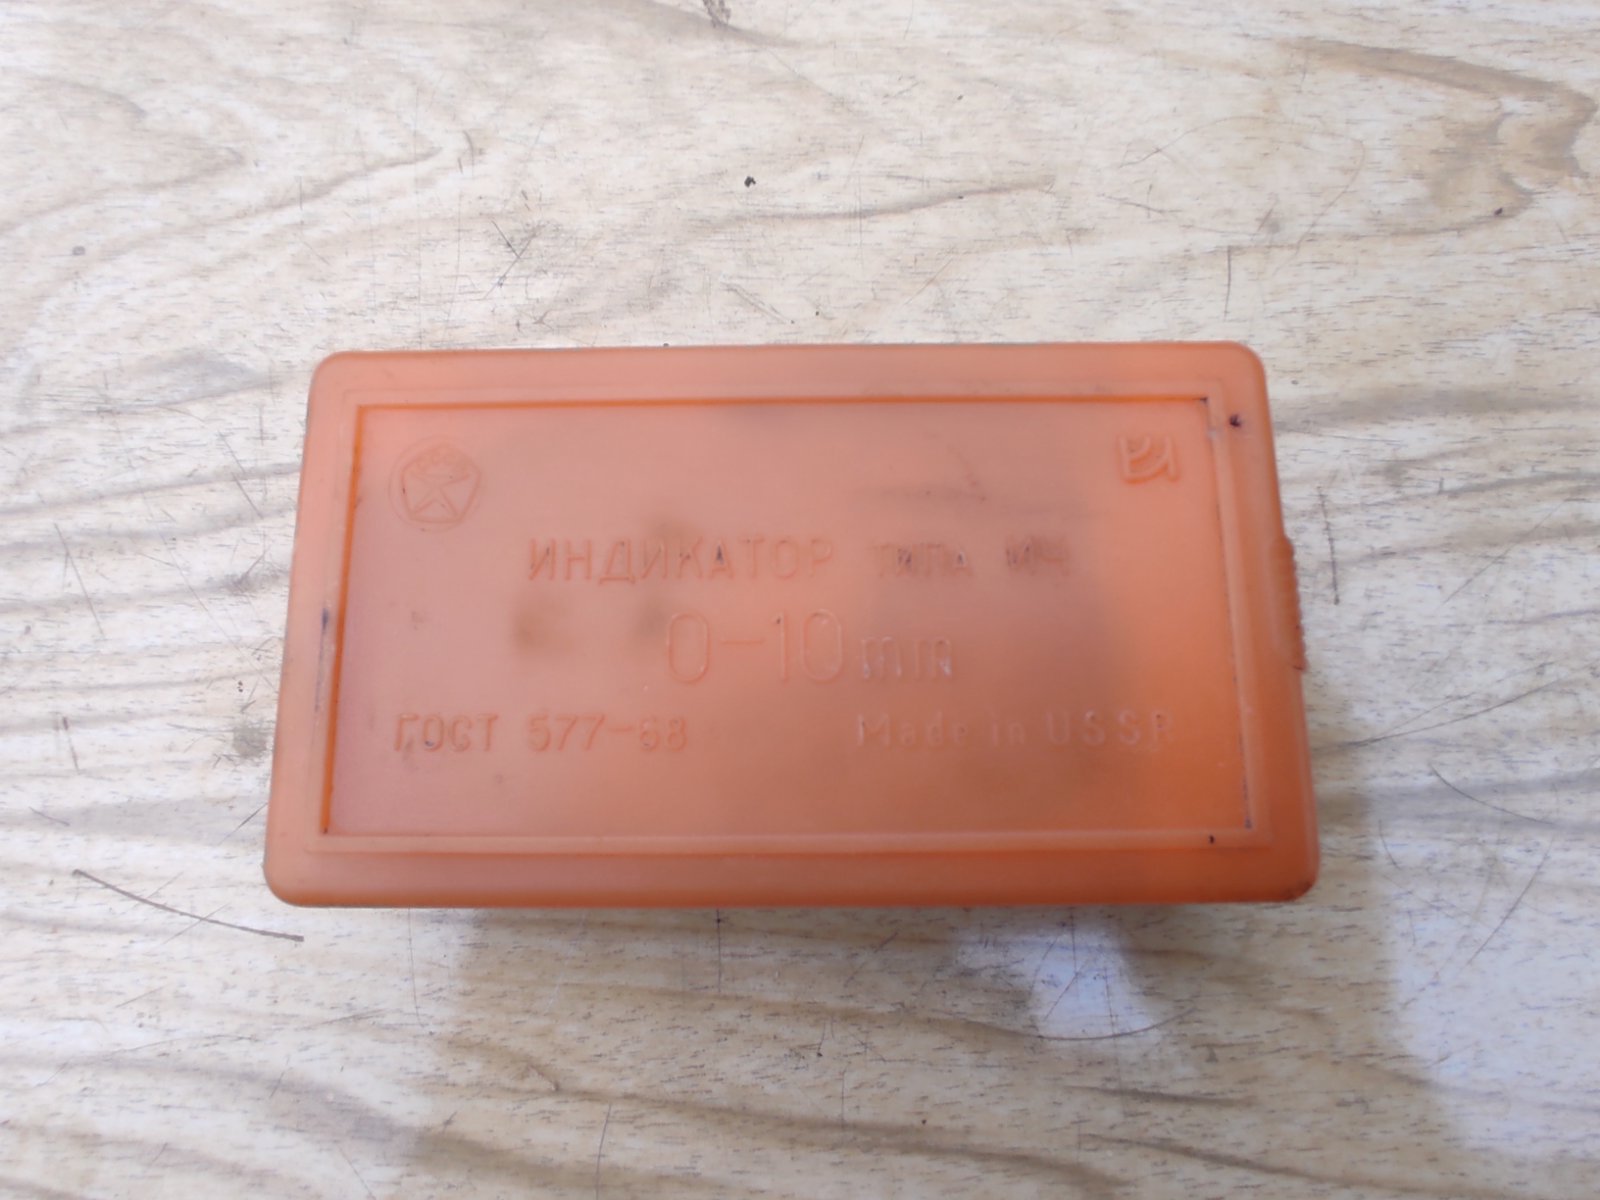 ИНДИКАТОР ТИПА ИЧ
0-10mm
ГОСТ 577-68
Made in USSR